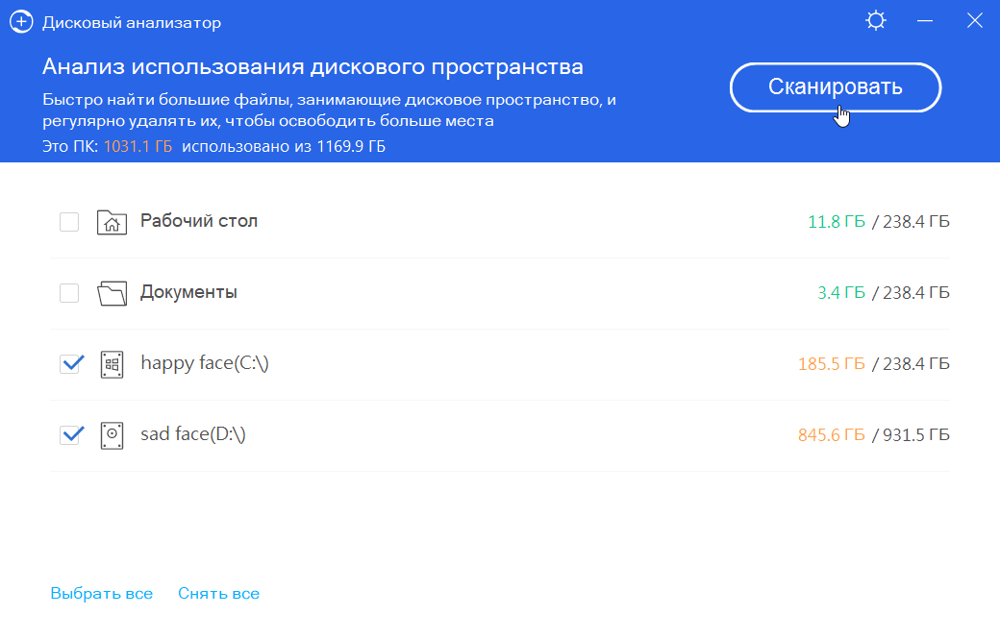 Дисковый анализатор
Анализ использования дискового пространства
Быстро найти большие файлы, занимающие дисковое пространство, и
регулярно удалять их, чтобы освободить больше места
Это ПК: 1031.1 ГБ использовано из 1169.9 ГБ
Сканировать
Рабочий стол 11.8 ГБ / 238.4 ГБ
Документы 3.4 ГБ / 238.4 ГБ
happy face(C:\) 185.5 ГБ / 238.4 ГБ
sad face(D:\) 845.6 ГБ / 931.5 ГБ
Выбрать все Снять все